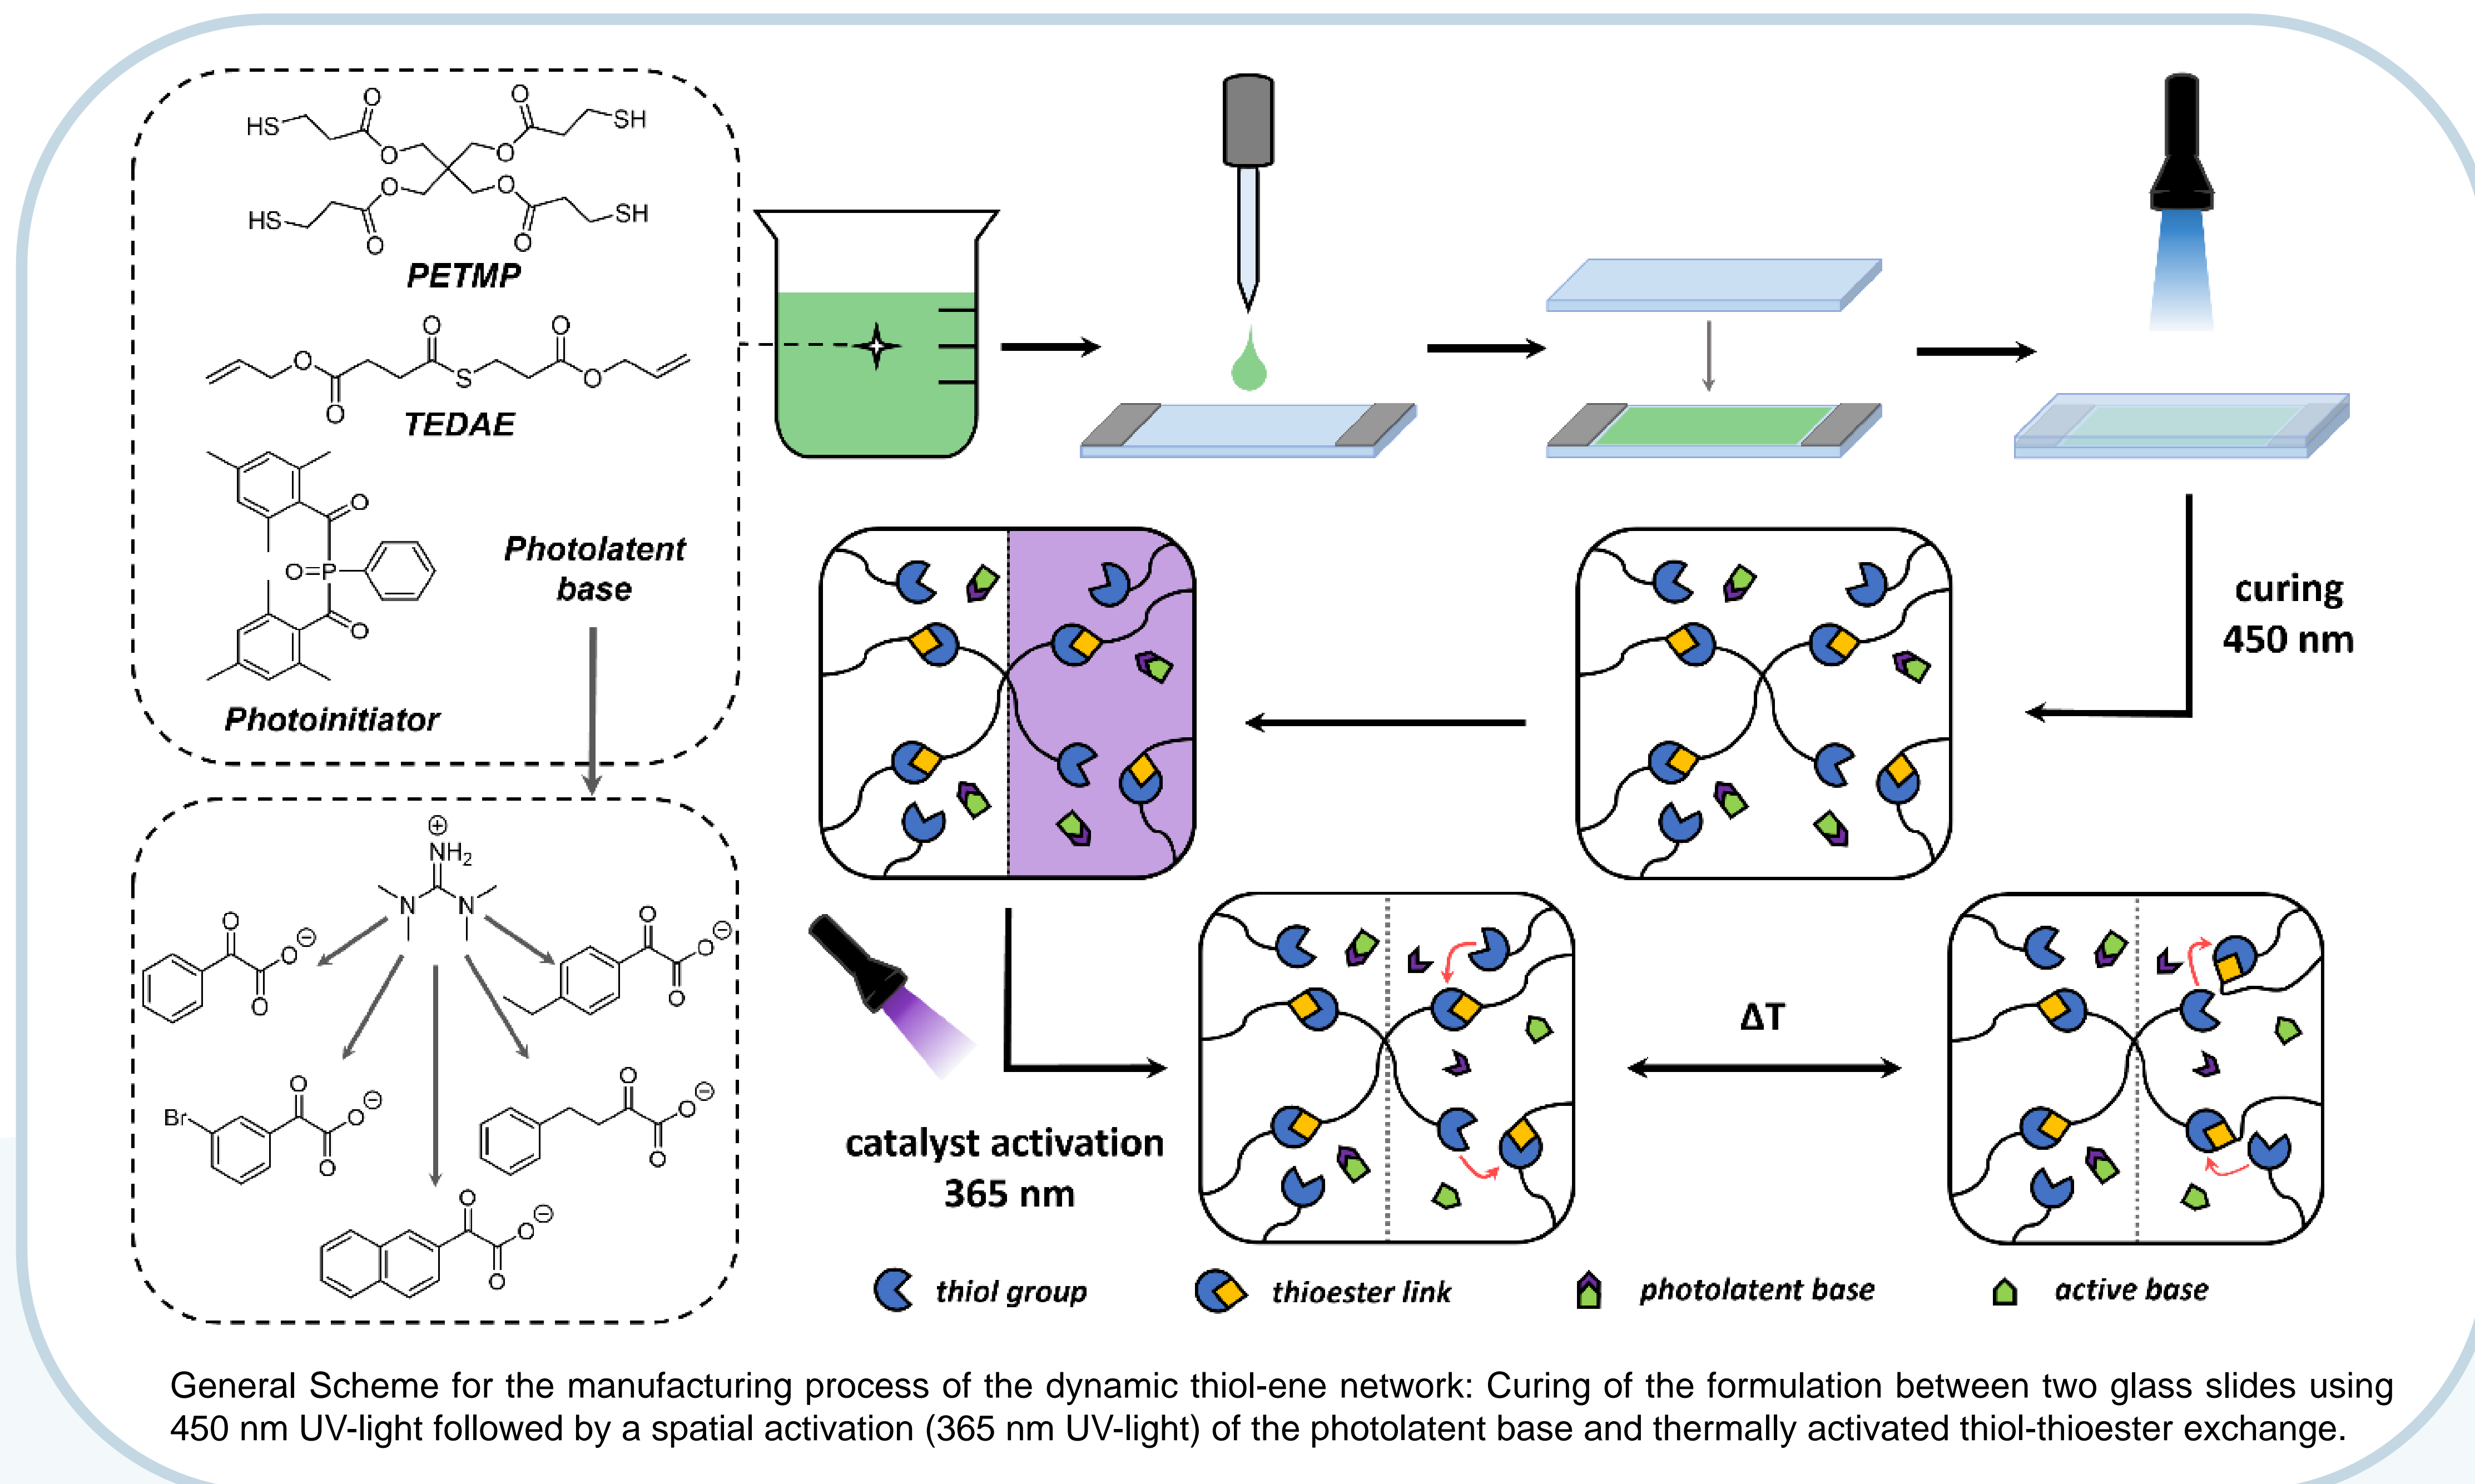 HS
O
O
SH
O
O
O
O
HS
O
O
SH
PETMP
O
O
O
O
S
O
TEDAE
O
O=P
O
Photolatent
base
Photoinitiator
⊕
NH2
N
N
O
O⊖
O
O
O⊖
O
Br
O
O⊖
O
O
O⊖
O
O
O⊖
O
curing
450 nm
catalyst activation
365 nm
ΔT
thiol group
thioester link
photolatent base
active base
General Scheme for the manufacturing process of the dynamic thiol-ene network: Curing of the formulation between two glass slides using
450 nm UV-light followed by a spatial activation (365 nm UV-light) of the photolatent base and thermally activated thiol-thioester exchange.